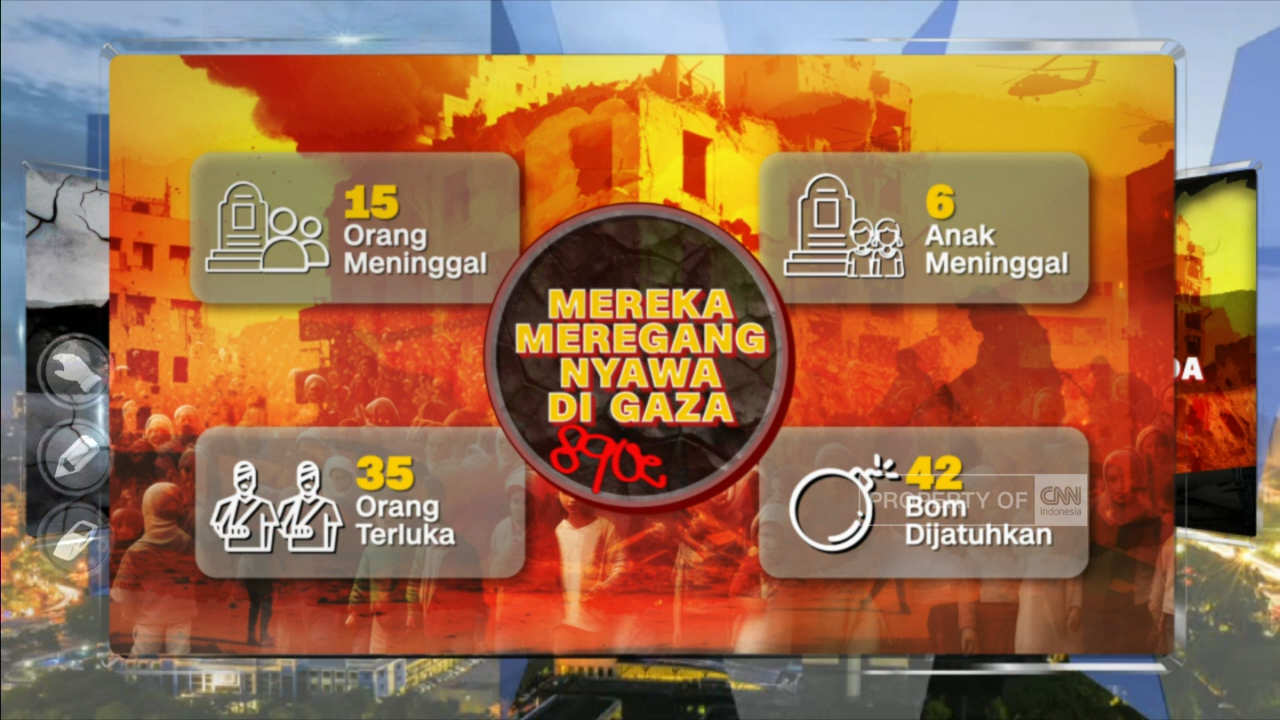 15
Orang
Meninggal
6
Anak
Meninggal
MEREKA
MEREGANG
NYAWA
DI GAZA
35
Orang
Terluka
42
Bom
Dijatuhkan
PROPERTY OF
CNN
Indonesia